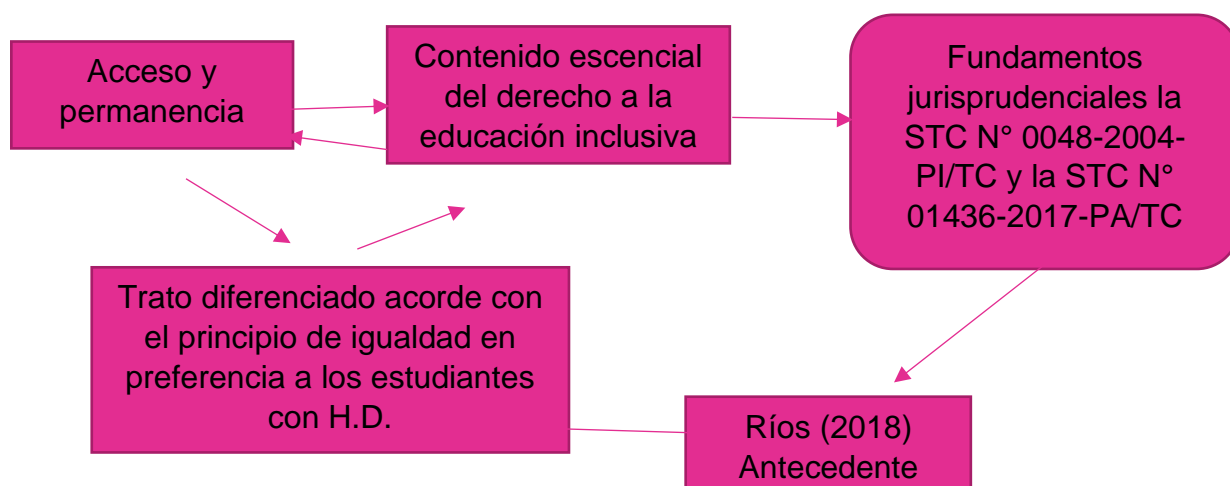 Acceso y
permanencia
Contenido escencial
del derecho a la
educación inclusiva
Fundamentos
jurisprudenciales la
STC N° 0048-2004-
PI/TC y la STC N°
01436-2017-PA/TC
Trato diferenciado acorde con
el principio de igualdad en
preferencia a los estudiantes
con H.D.
Ríos (2018)
Antecedente